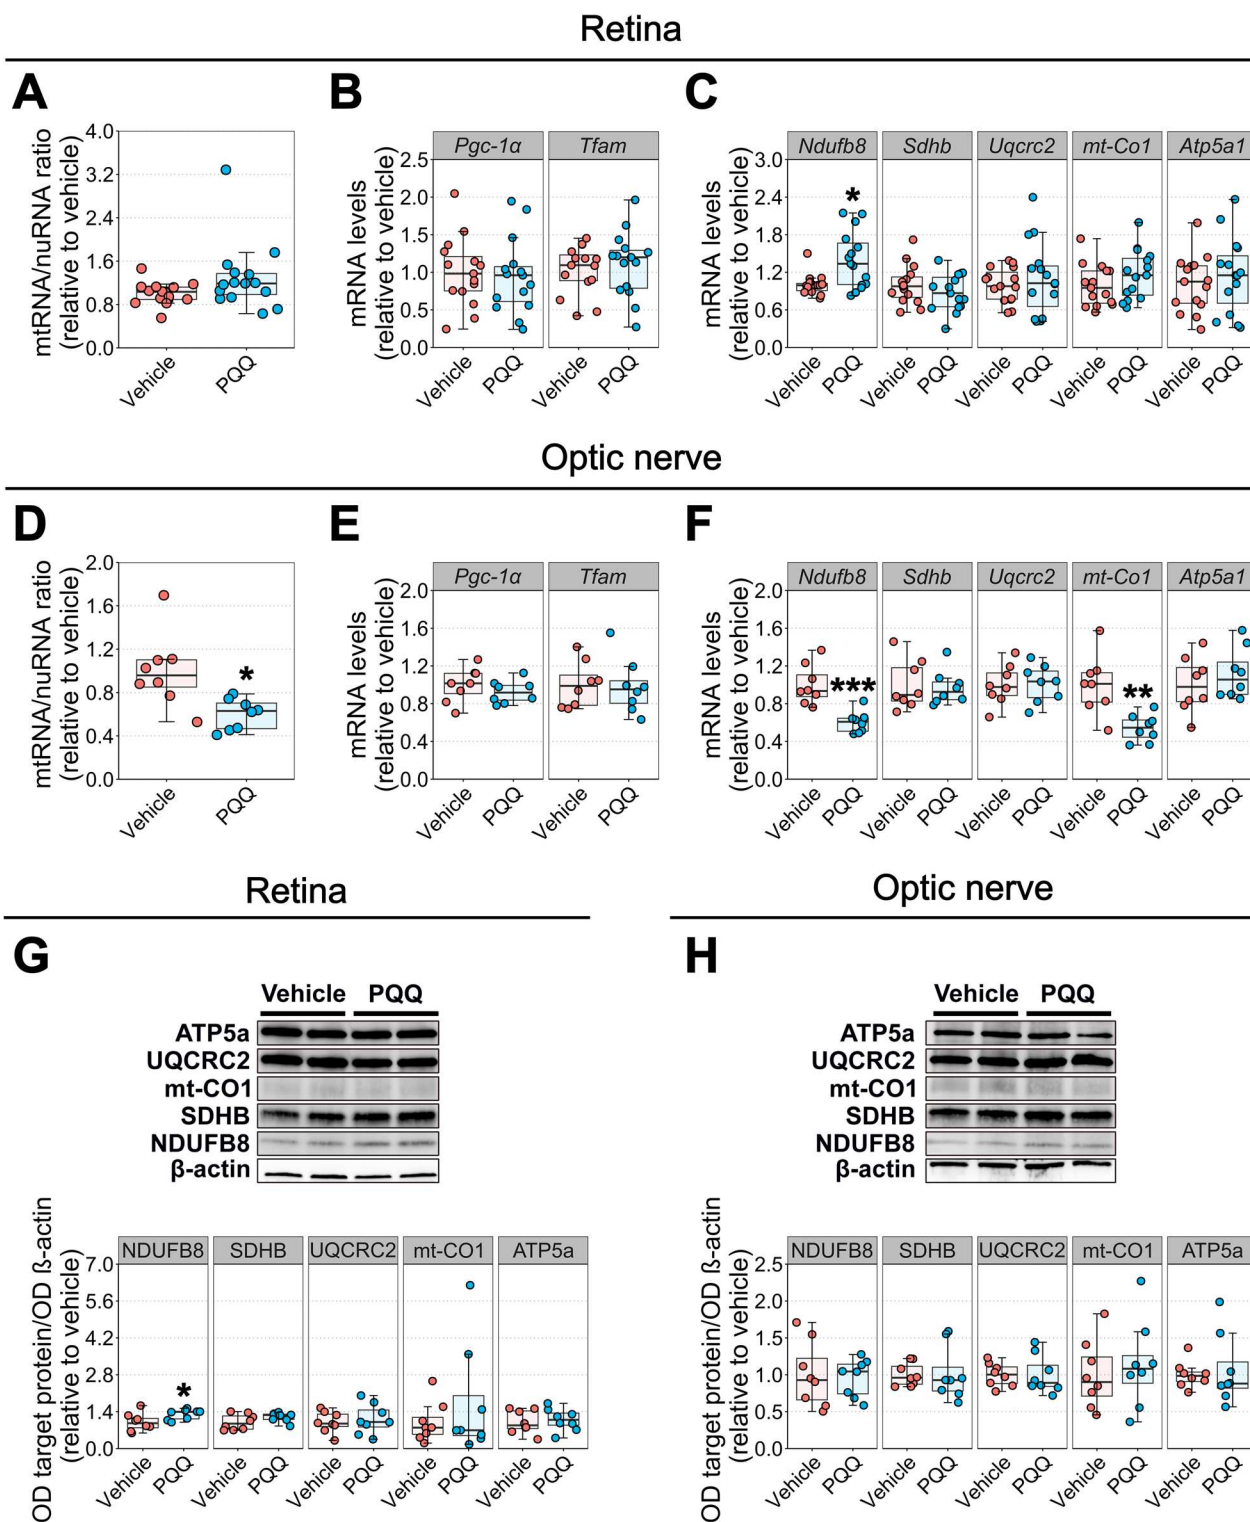 Retina
A
B
C
mtRNA/nuRNA ratio
(relative to vehicle)
4.0
3.2
2.4
1.6
0.8
0.0
Vehicle
PQQ
mRNA levels
(relative to vehicle)
Pgc-1α
Tfam
2.5
2.0
1.5
1.0
0.5
0.0
Vehicle
PQQ
Vehicle
PQQ
mRNA levels
(relative to vehicle)
Ndufb8
Sdhb
Uqcrc2
mt-Co1
Atp5a1
3.0
2.4
1.8
1.2
0.6
0.0
*
Vehicle
PQQ
Vehicle
PQQ
Vehicle
PQQ
Vehicle
PQQ
Vehicle
PQQ
Optic nerve
D
E
F
mtRNA/nuRNA ratio
(relative to vehicle)
2.0
1.6
1.2
0.8
0.4
0.0
*
Vehicle
PQQ
mRNA levels
(relative to vehicle)
Pgc-1α
Tfam
2.0
1.6
1.2
0.8
0.4
0.0
Vehicle
PQQ
Vehicle
PQQ
mRNA levels
(relative to vehicle)
Ndufb8
Sdhb
Uqcrc2
mt-Co1
Atp5a1
2.0
1.6
1.2
0.8
0.4
0.0
***
**
Vehicle
PQQ
Vehicle
PQQ
Vehicle
PQQ
Vehicle
PQQ
Vehicle
PQQ
Retina
G
Vehicle PQQ
ATP5a
UQCRC2
mt-CO1
SDHB
NDUFB8
β-actin
OD target protein/OD ß-actin
(relative to vehicle)
NDUFB8
SDHB
UQCRC2
mt-CO1
ATP5a
7.0
5.6
4.2
2.8
1.4
0.0
*
Vehicle
PQQ
Vehicle
PQQ
Vehicle
PQQ
Vehicle
PQQ
Vehicle
PQQ
Optic nerve
H
Vehicle PQQ
ATP5a
UQCRC2
mt-CO1
SDHB
NDUFB8
β-actin
OD target protein/OD ß-actin
(relative to vehicle)
NDUFB8
SDHB
UQCRC2
mt-CO1
ATP5a
2.5
2.0
1.5
1.0
0.5
0.0
Vehicle
PQQ
Vehicle
PQQ
Vehicle
PQQ
Vehicle
PQQ
Vehicle
PQQ